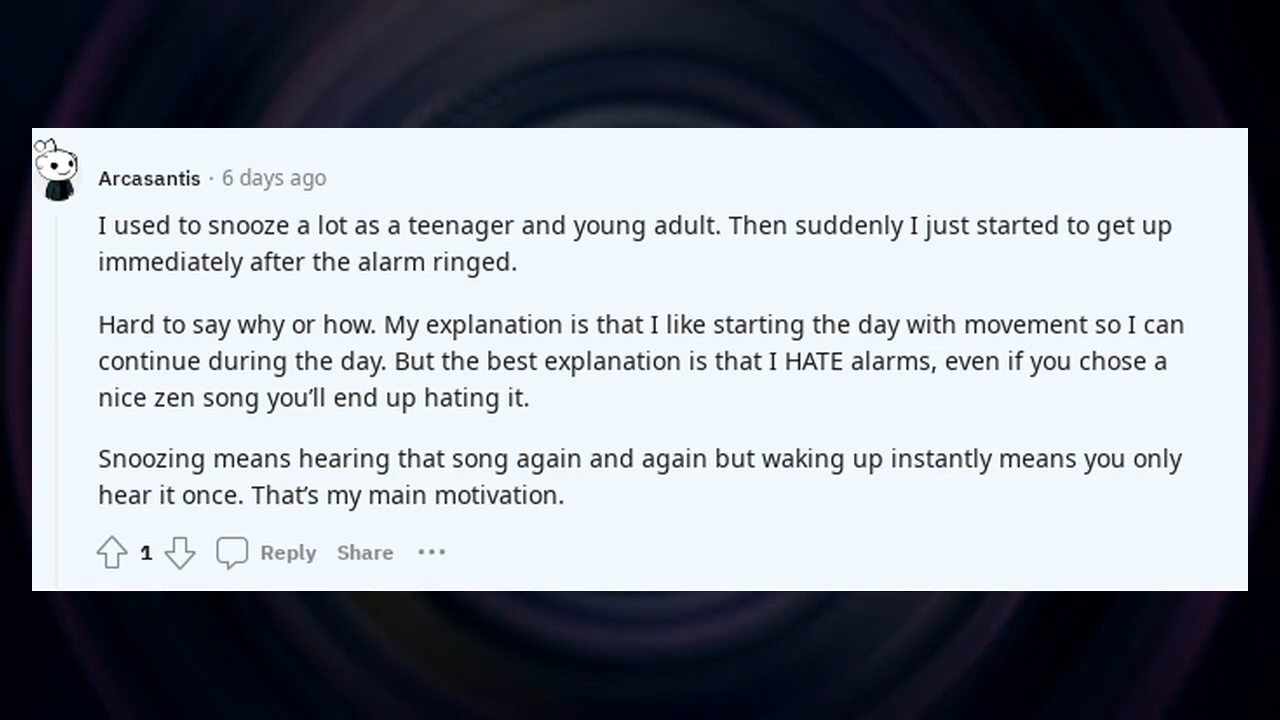 Arcasantis · 6 days ago
I used to snooze a lot as a teenager and young adult. Then suddenly I just started to get up
immediately after the alarm ringed.
Hard to say why or how. My explanation is that I like starting the day with movement so I can
continue during the day. But the best explanation is that I HATE alarms, even if you chose a
nice zen song you’ll end up hating it.
Snoozing means hearing that song again and again but waking up instantly means you only
hear it once. That’s my main motivation.
1 Reply Share ···